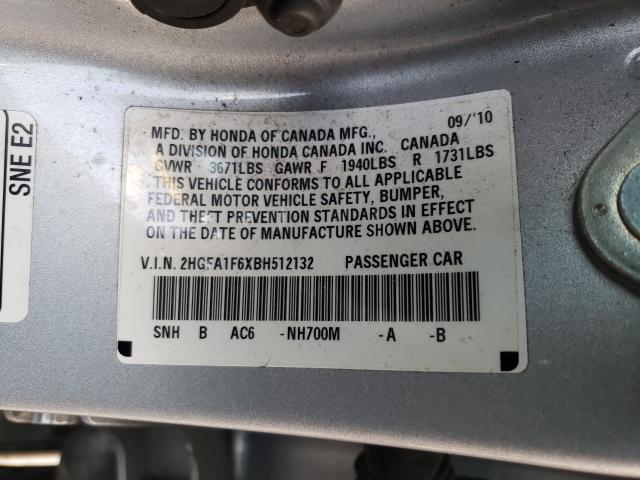 SNE E2
09/'10
MFD. BY HONDA OF CANADA MFG.,
A DIVISION OF HONDA CANADA INC. CANADA
GVWR 3671LBS GAWR F 1940LBS R 1731LBS
THIS VEHICLE CONFORMS TO ALL APPLICABLE
FEDERAL MOTOR VEHICLE SAFETY, BUMPER,
AND THEFT PREVENTION STANDARDS IN EFFECT
ON THE DATE OF MANUFACTURE SHOWN ABOVE.
V.I.N. 2HGFA1F6XBH512132 PASSENGER CAR
SNH B AC6 -NH700M -A -B